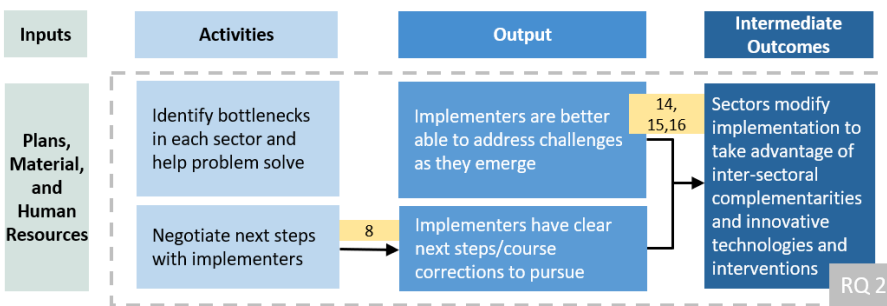 Inputs
Activities
Output
Intermediate
Outcomes
Plans,
Material,
and
Human
Resources
Identify bottlenecks
in each sector and
help problem solve
Implementers are better
able to address challenges
as they emerge
14,
15,16
Sectors modify
implementation to
take advantage of
inter-sectoral
complementarities
and innovative
technologies and
interventions
Negotiate next steps
with implementers
8
Implementers have clear
next steps/course
corrections to pursue
RQ 2